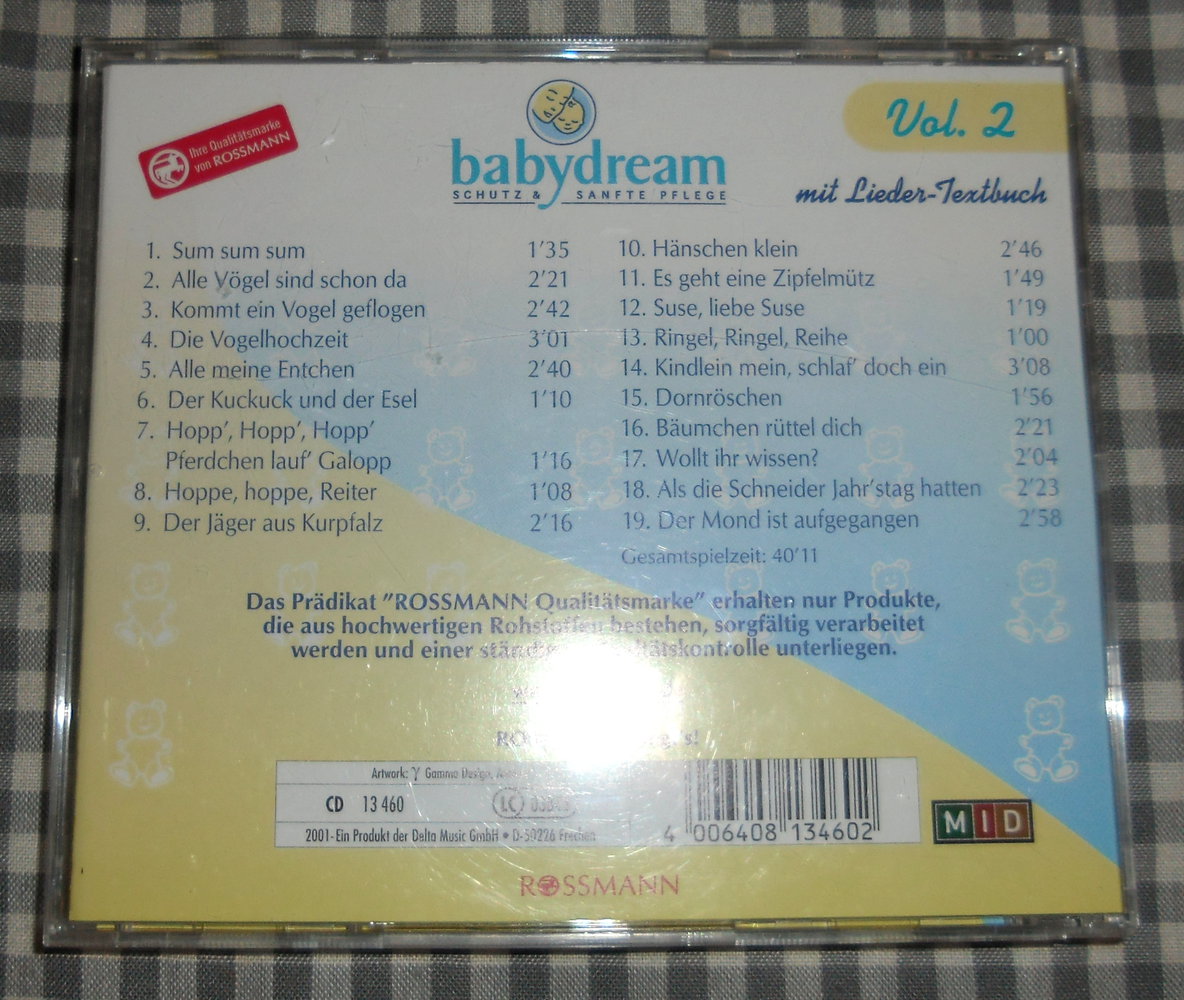 Ihre Qualitätsmarke
von ROSSMANN
babydream
SCHUTZ & SANFTE PFLEGE
Vol. 2
mit Lieder-Textbuch
1. Sum sum sum 1’35
2. Alle Vögel sind schon da 2’21
3. Kommt ein Vogel geflogen 2’42
4. Die Vogelhochzeit 3’01
5. Alle meine Entchen 2’40
6. Der Kuckuck und der Esel 1’10
7. Hopp’, Hopp’, Hopp’
Pferdchen lauf’ Galopp 1’16
8. Hoppe, hoppe, Reiter 1’08
9. Der Jäger aus Kurpfalz 2’16
10. Hänschen klein 2’46
11. Es geht eine Zipfelmütz 1’49
12. Suse, liebe Suse 1’19
13. Ringel, Ringel, Reihe 1’00
14. Kindlein mein, schlaf’ doch ein 3’08
15. Dornröschen 1’56
16. Bäumchen rüttel dich 2’21
17. Wollt ihr wissen? 2’04
18. Als die Schneider Jahr’stag hatten 2’23
19. Der Mond ist aufgegangen 2’58
Gesamtspielzeit: 40’11
Das Prädikat ”ROSSMANN Qualitätsmarke” erhalten nur Produkte,
die aus hochwertigen Rohstoffen bestehen, sorgfältig verarbeitet
werden und einer unterliegen.
Artwork: γ Gamma Design,
CD 13 460
LC
2001-Ein Produkt der Delta Music GmbH • D-50226 Frechen
4 006408 134602
MID
ROSSMANN